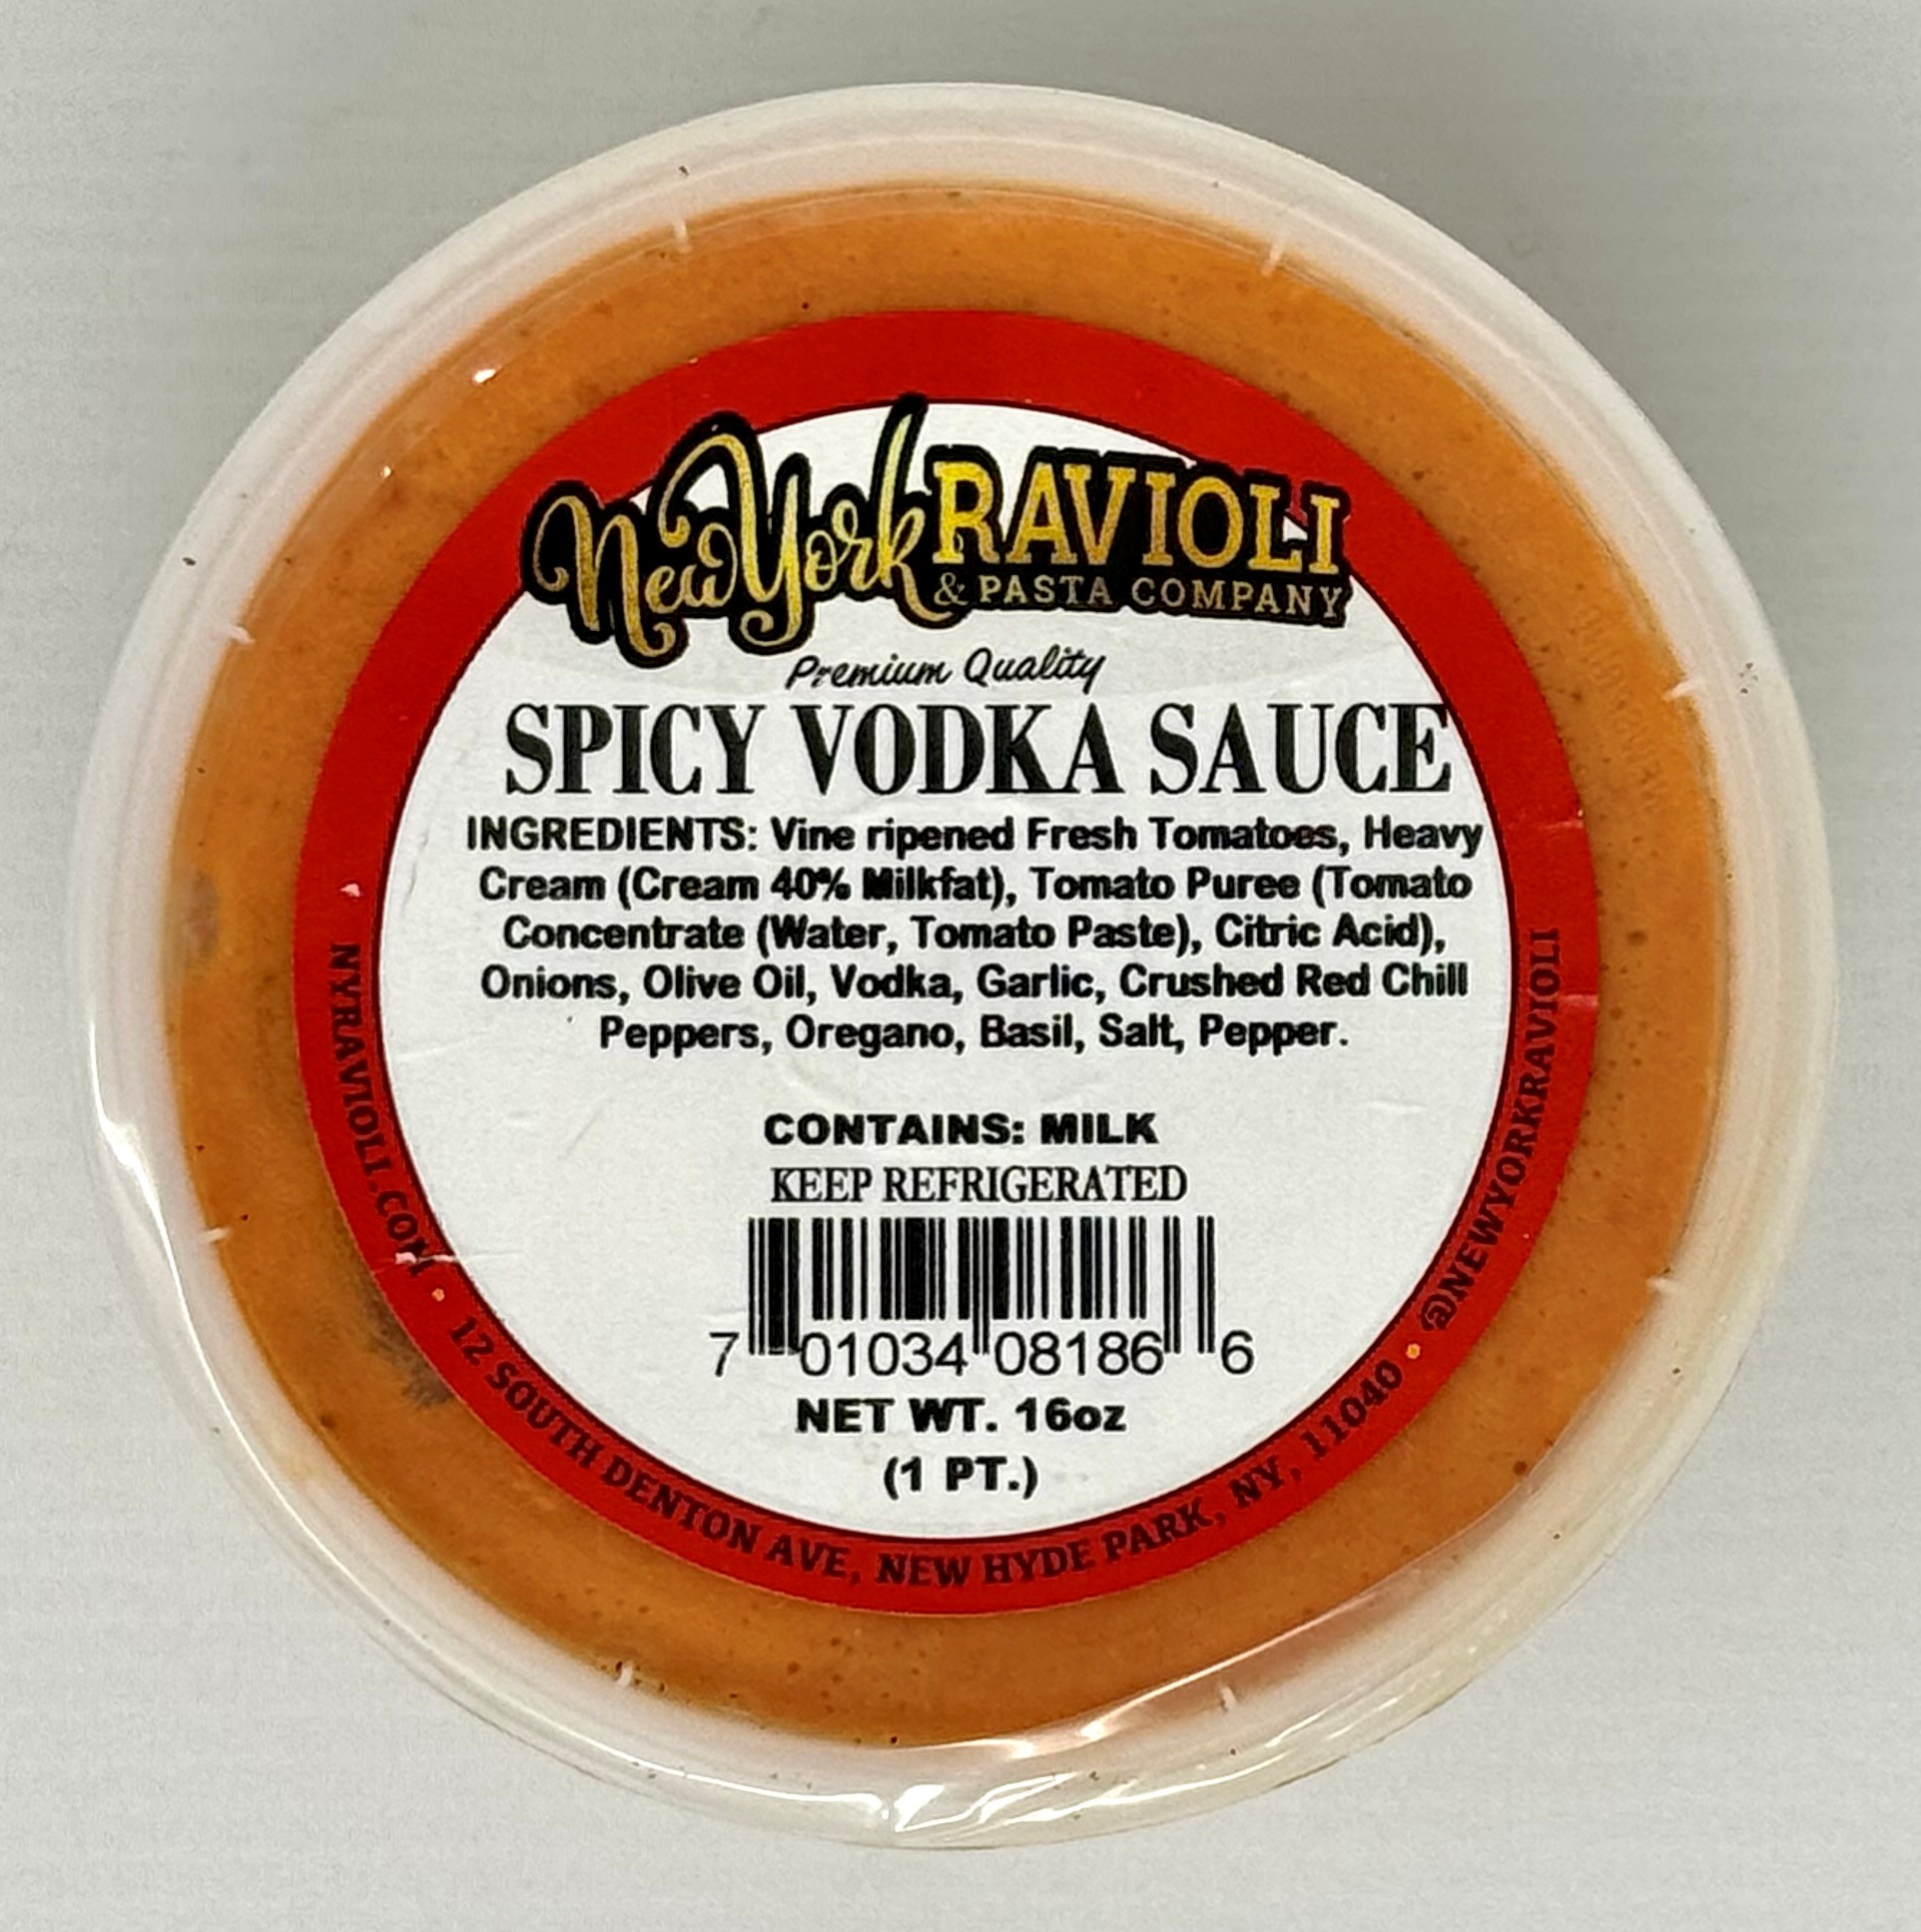 New York RAVIOLI
& PASTA COMPANY
Premium Quality
SPICY VODKA SAUCE
INGREDIENTS: Vine ripened Fresh Tomatoes, Heavy
Cream (Cream 40% Milkfat), Tomato Puree (Tomato
Concentrate (Water, Tomato Paste), Citric Acid),
Onions, Olive Oil, Vodka, Garlic, Crushed Red Chill
Peppers, Oregano, Basil, Salt, Pepper.
CONTAINS: MILK
KEEP REFRIGERATED
7 01034 08186 6
NET WT. 16oz
(1 PT.)
NYRAVIOLI.COM • 12 SOUTH DENTON AVE, NEW HYDE PARK, NY, 11040 • @NEWYORKRAVIOLI